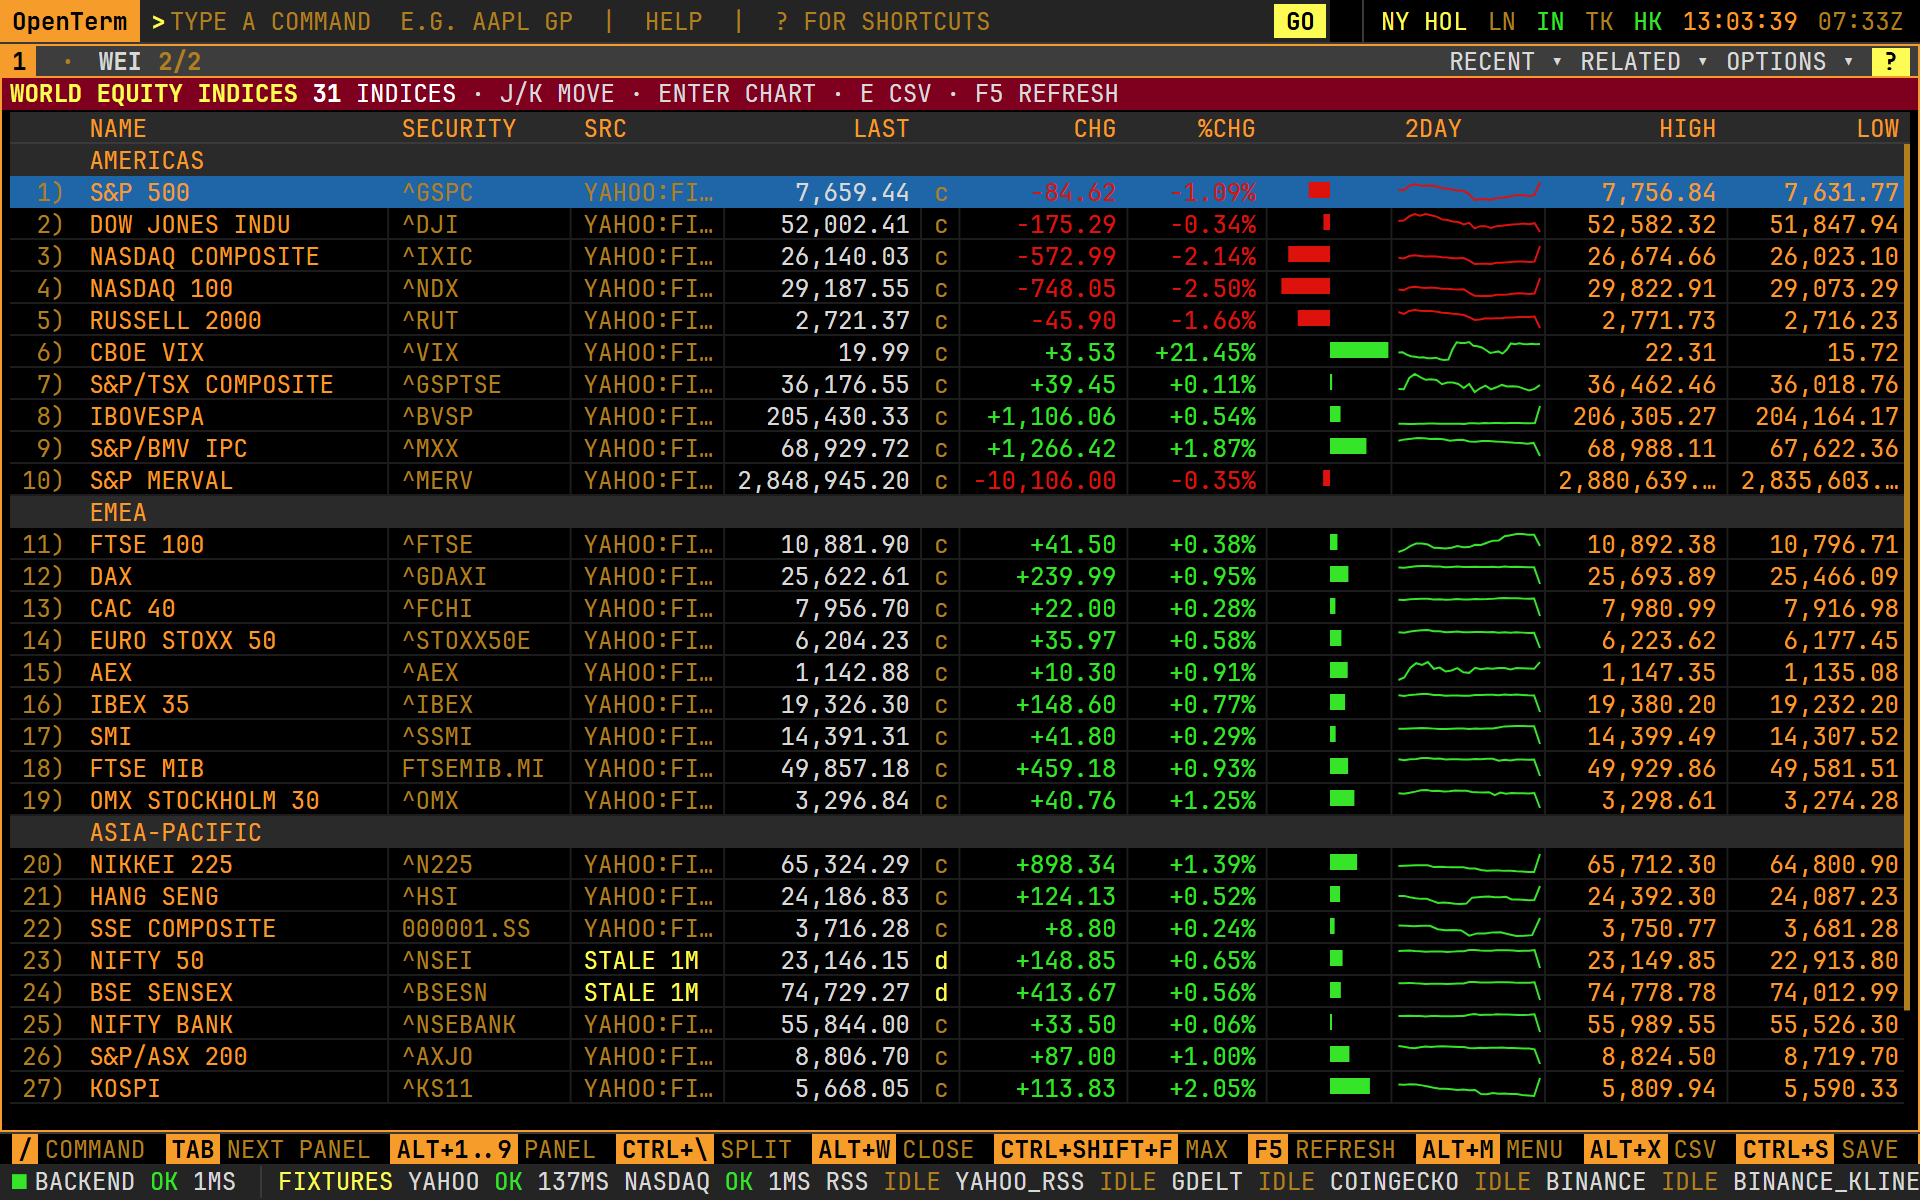 OpenTerm >TYPE A COMMAND E.G. AAPL GP | HELP | ? FOR SHORTCUTS GO NY HOL LN IN TK HK 13:03:39 07:33Z
1 · WEI 2/2 RECENT ▾ RELATED ▾ OPTIONS ▾ ?
WORLD EQUITY INDICES 31 INDICES · J/K MOVE · ENTER CHART · E CSV · F5 REFRESH
NAME SECURITY SRC LAST CHG %CHG 2DAY HIGH LOW
AMERICAS
1) S&P 500 ^GSPC YAHOO:FI… 7,659.44 c -84.62 -1.09% 7,756.84 7,631.77
2) DOW JONES INDU ^DJI YAHOO:FI… 52,002.41 c -175.29 -0.34% 52,582.32 51,847.94
3) NASDAQ COMPOSITE ^IXIC YAHOO:FI… 26,140.03 c -572.99 -2.14% 26,674.66 26,023.10
4) NASDAQ 100 ^NDX YAHOO:FI… 29,187.55 c -748.05 -2.50% 29,822.91 29,073.29
5) RUSSELL 2000 ^RUT YAHOO:FI… 2,721.37 c -45.90 -1.66% 2,771.73 2,716.23
6) CBOE VIX ^VIX YAHOO:FI… 19.99 c +3.53 +21.45% 22.31 15.72
7) S&P/TSX COMPOSITE ^GSPTSE YAHOO:FI… 36,176.55 c +39.45 +0.11% 36,462.46 36,018.76
8) IBOVESPA ^BVSP YAHOO:FI… 205,430.33 c +1,106.06 +0.54% 206,305.27 204,164.17
9) S&P/BMV IPC ^MXX YAHOO:FI… 68,929.72 c +1,266.42 +1.87% 68,988.11 67,622.36
10) S&P MERVAL ^MERV YAHOO:FI… 2,848,945.20 c -10,106.00 -0.35% 2,880,639.… 2,835,603.…
EMEA
11) FTSE 100 ^FTSE YAHOO:FI… 10,881.90 c +41.50 +0.38% 10,892.38 10,796.71
12) DAX ^GDAXI YAHOO:FI… 25,622.61 c +239.99 +0.95% 25,693.89 25,466.09
13) CAC 40 ^FCHI YAHOO:FI… 7,956.70 c +22.00 +0.28% 7,980.99 7,916.98
14) EURO STOXX 50 ^STOXX50E YAHOO:FI… 6,204.23 c +35.97 +0.58% 6,223.62 6,177.45
15) AEX ^AEX YAHOO:FI… 1,142.88 c +10.30 +0.91% 1,147.35 1,135.08
16) IBEX 35 ^IBEX YAHOO:FI… 19,326.30 c +148.60 +0.77% 19,380.20 19,232.20
17) SMI ^SSMI YAHOO:FI… 14,391.31 c +41.80 +0.29% 14,399.49 14,307.52
18) FTSE MIB FTSEMIB.MI YAHOO:FI… 49,857.18 c +459.18 +0.93% 49,929.86 49,581.51
19) OMX STOCKHOLM 30 ^OMX YAHOO:FI… 3,296.84 c +40.76 +1.25% 3,298.61 3,274.28
ASIA-PACIFIC
20) NIKKEI 225 ^N225 YAHOO:FI… 65,324.29 c +898.34 +1.39% 65,712.30 64,800.90
21) HANG SENG ^HSI YAHOO:FI… 24,186.83 c +124.13 +0.52% 24,392.30 24,087.23
22) SSE COMPOSITE 000001.SS YAHOO:FI… 3,716.28 c +8.80 +0.24% 3,750.77 3,681.28
23) NIFTY 50 ^NSEI STALE 1M 23,146.15 d +148.85 +0.65% 23,149.85 22,913.80
24) BSE SENSEX ^BSESN STALE 1M 74,729.27 d +413.67 +0.56% 74,778.78 74,012.99
25) NIFTY BANK ^NSEBANK YAHOO:FI… 55,844.00 c +33.50 +0.06% 55,989.55 55,526.30
26) S&P/ASX 200 ^AXJO YAHOO:FI… 8,806.70 c +87.00 +1.00% 8,824.50 8,719.70
27) KOSPI ^KS11 YAHOO:FI… 5,668.05 c +113.83 +2.05% 5,809.94 5,590.33
/ COMMAND TAB NEXT PANEL ALT+1..9 PANEL CTRL+\ SPLIT ALT+W CLOSE CTRL+SHIFT+F MAX F5 REFRESH ALT+M MENU ALT+X CSV CTRL+S SAVE
BACKEND OK 1MS FIXTURES YAHOO OK 137MS NASDAQ OK 1MS RSS IDLE YAHOO_RSS IDLE GDELT IDLE COINGECKO IDLE BINANCE IDLE BINANCE_KLINE